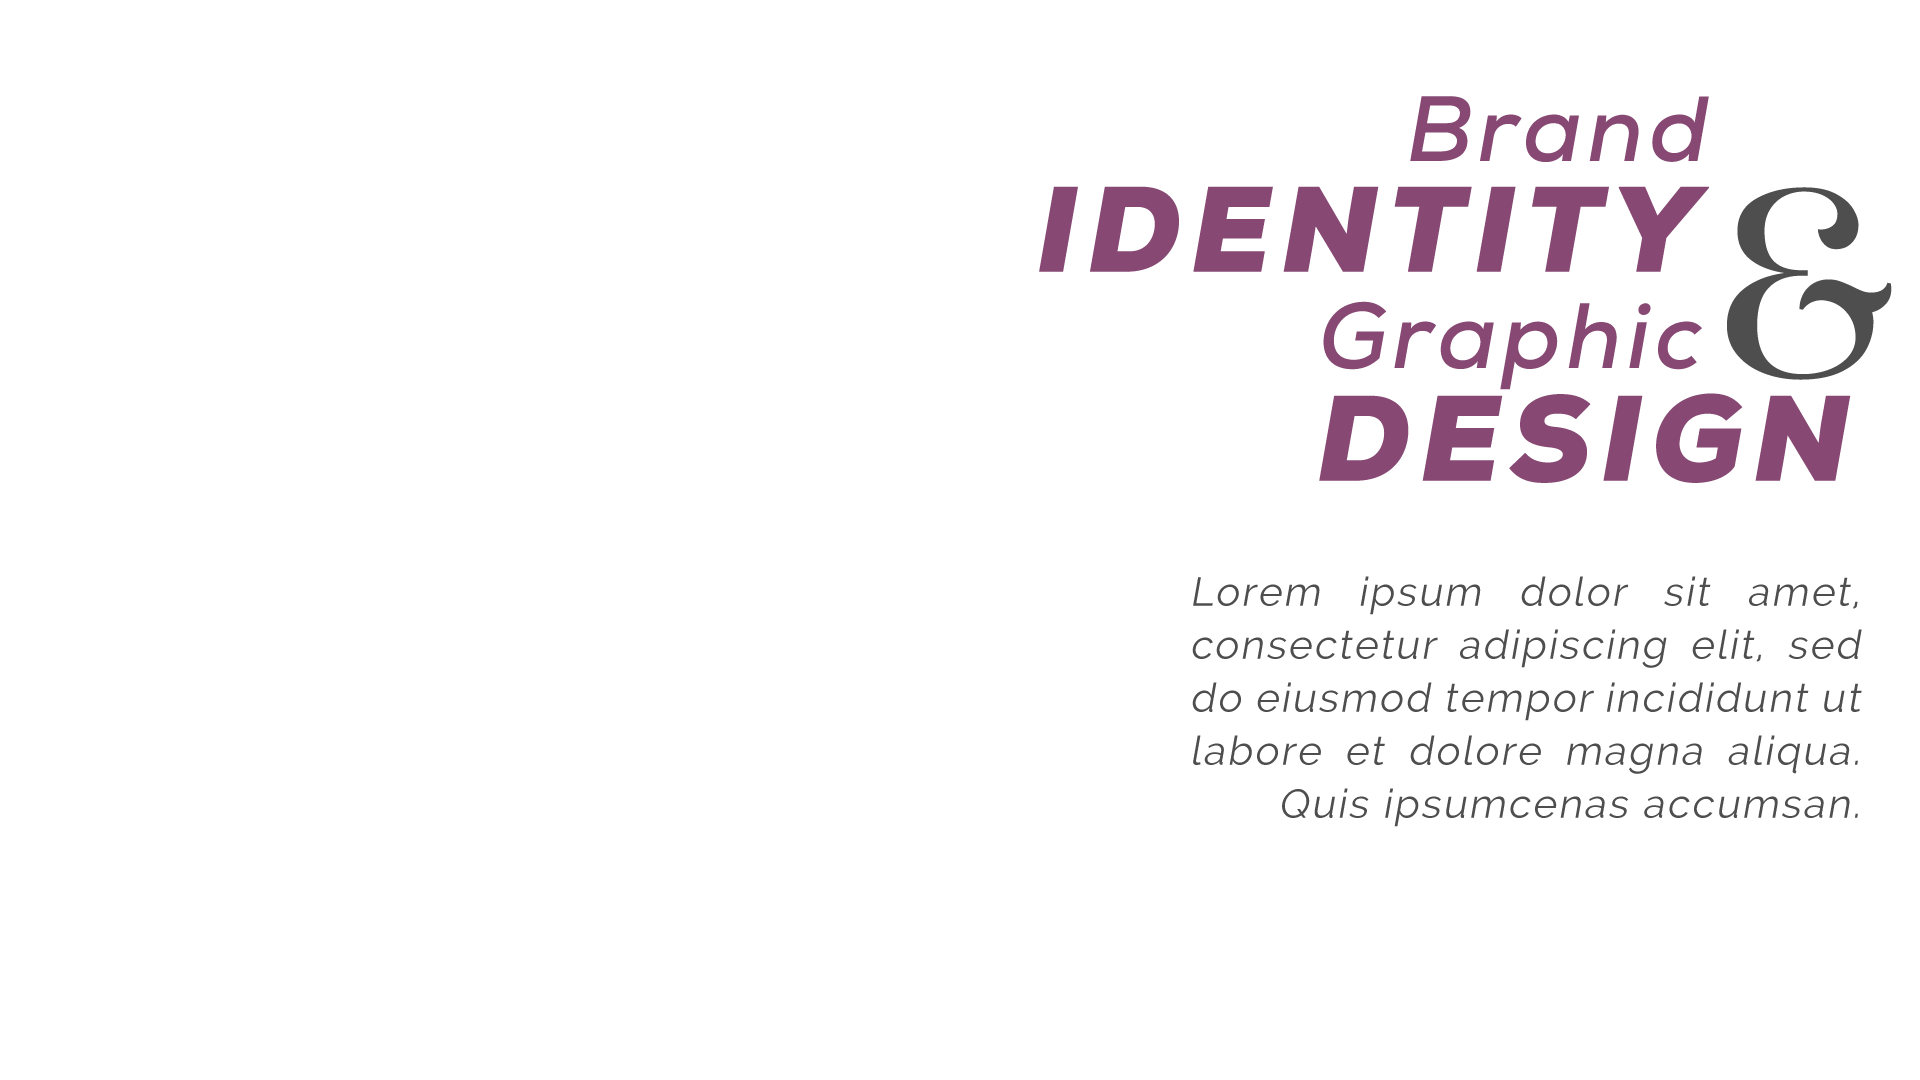 Brand
IDENTITY &
Graphic
DESIGN
Lorem ipsum dolor sit amet,
consectetur adipiscing elit, sed
do eiusmod tempor incididunt ut
labore et dolore magna aliqua.
Quis ipsumcenas accumsan.